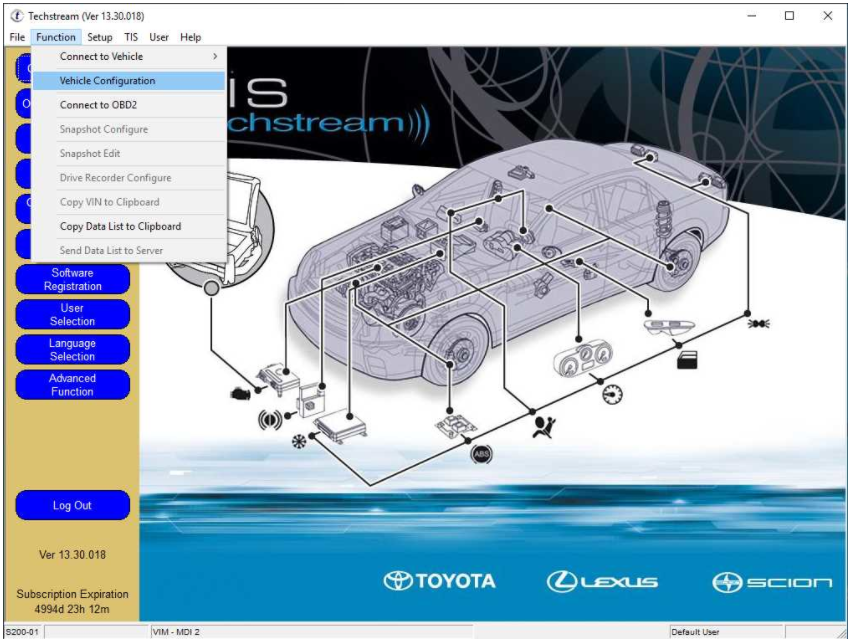 Techstream (Ver 13.30.018)
File Function Setup TIS User Help
Connect to Vehicle
Vehicle Configuration
Connect to OBD2
Snapshot Configure
Snapshot Edit
Drive Recorder Configure
Copy VIN to Clipboard
Copy Data List to Clipboard
Send Data List to Server
iS
chstream
Software
Registration
User
Selection
Language
Selection
Advanced
Function
Log Out
Ver 13.30.018
Subscription Expiration
4994d 23h 12m
ABS
TOYOTA LEXUS SCION
S200-01 VIM - MDI 2 Default User